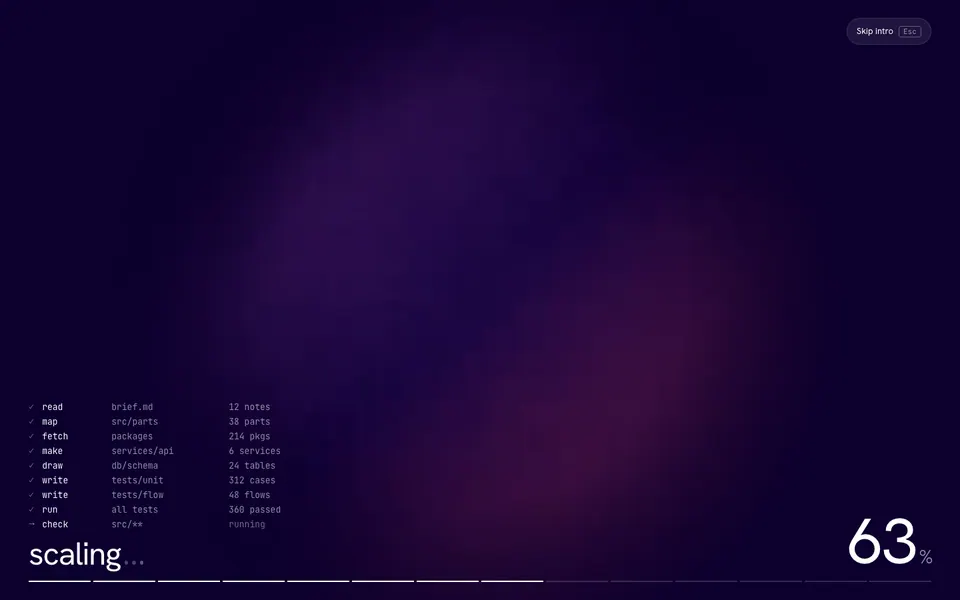 Skip intro Esc
✓ read brief.md 12 notes
✓ map src/parts 38 parts
✓ fetch packages 214 pkgs
✓ make services/api 6 services
✓ draw db/schema 24 tables
✓ write tests/unit 312 cases
✓ write tests/flow 48 flows
✓ run all tests 360 passed
→ check src/** running
scaling...
63%